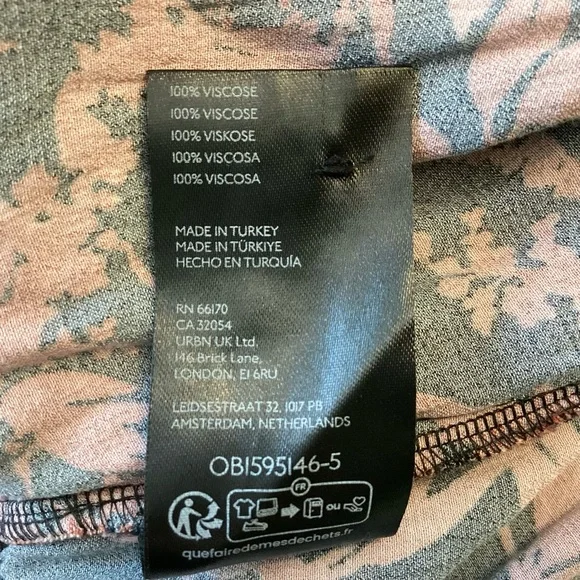 100% VISCOSE
100% VISCOSE
100% VISKOSE
100% VISCOSA
100% VISCOSA
MADE IN TURKEY
MADE IN TÜRKIYE
HECHO EN TURQUÍA
RN 66170
CA 32054
URBN UK Ltd.
146 Brick Lane,
LONDON, E1 6RU
LEIDSESTRAAT 32, 1017 PB
AMSTERDAM, NETHERLANDS
OB1595146-5
FR
ou
quefairedemesdechets.fr